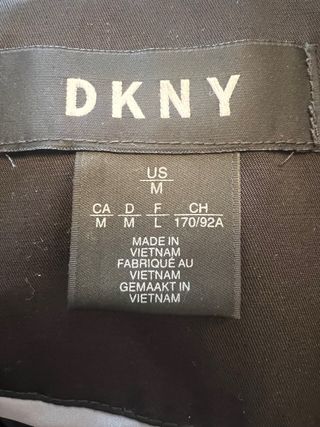 DKNY
US
M
CA D F CH
M M L 170/92A
MADE IN
VIETNAM
FABRIQUÉ AU
VIETNAM
GEMAAKT IN
VIETNAM